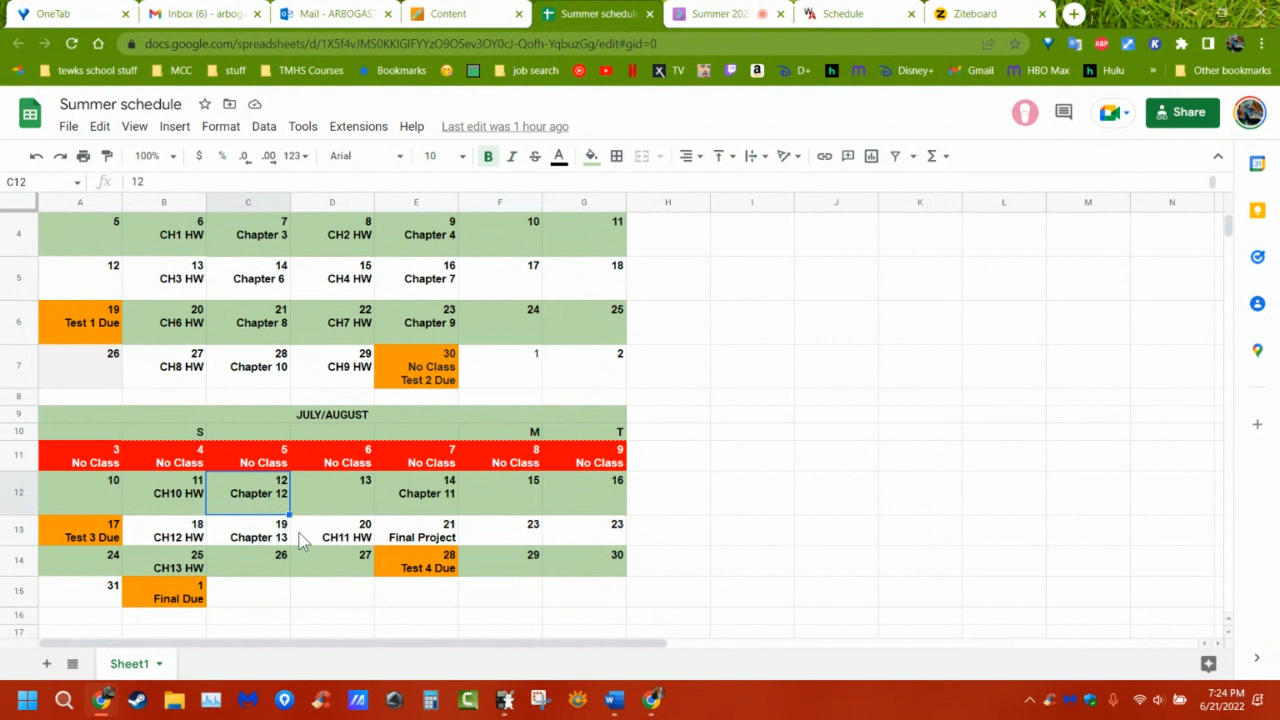 OneTab
Inbox (6) - arbog
Mail - ARBOGAS
Content
Summer schedule
Summer 202
Schedule
Ziteboard
docs.google.com/spreadsheets/d/1X5f4vJMS0KKIGIFYYzO9O5ev3OY0cJ-Qofh-YqbuzGg/edit#gid=0
tewks school stuff
MCC
stuff
TMHS Courses
Bookmarks
job search
TV
D+
Disney+
Gmail
HBO Max
Hulu
»
Other bookmarks
Summer schedule
Share
File Edit View Insert Format Data Tools Extensions Help Last edit was 1 hour ago
100% $ % .0 .00 123 Arial 10 B I S A
C12 fx 12
A B C D E F G H I J K L M N
4 5 6 7 8 9 10 11
CH1 HW Chapter 3 CH2 HW Chapter 4
5 12 13 14 15 16 17 18
CH3 HW Chapter 6 CH4 HW Chapter 7
6 19 20 21 22 23 24 25
Test 1 Due CH6 HW Chapter 8 CH7 HW Chapter 9
7 26 27 28 29 30 1 2
CH8 HW Chapter 10 CH9 HW No Class
Test 2 Due
8
9 JULY/AUGUST
10 S M T
11 3 4 5 6 7 8 9
No Class No Class No Class No Class No Class No Class No Class
12 10 11 12 13 14 15 16
CH10 HW Chapter 12 Chapter 11
13 17 18 19 20 21 23 23
Test 3 Due CH12 HW Chapter 13 CH11 HW Final Project
14 24 25 26 27 28 29 30
CH13 HW Test 4 Due
15 31 1
Final Due
16
17
Sheet1
7:24 PM
6/21/2022